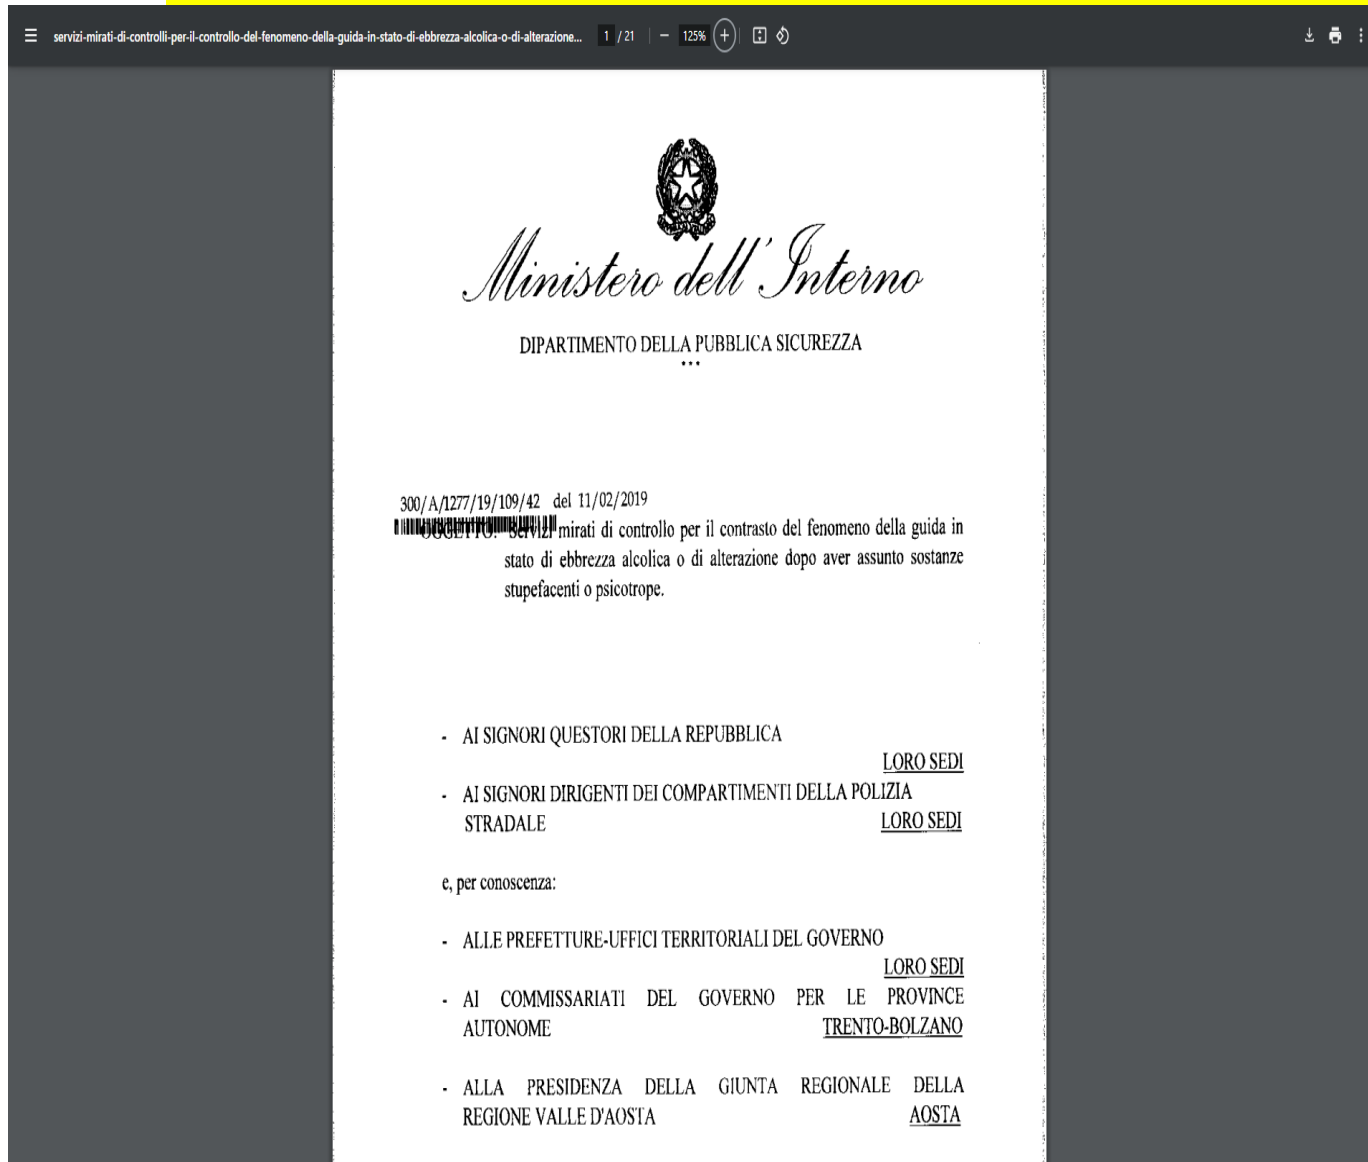 servizi-mirati-di-controlli-per-il-controllo-del-fenomeno-della-guida-in-stato-di-ebbrezza-alcolica-o-di-alterazione... 1 / 21 125%
Ministero dell'Interno
DIPARTIMENTO DELLA PUBBLICA SICUREZZA
***
300/A/1277/19/109/42 del 11/02/2019
OGGETTO: Servizi mirati di controllo per il contrasto del fenomeno della guida in
stato di ebbrezza alcolica o di alterazione dopo aver assunto sostanze
stupefacenti o psicotrope.
- AI SIGNORI QUESTORI DELLA REPUBBLICA
LORO SEDI
- AI SIGNORI DIRIGENTI DEI COMPARTIMENTI DELLA POLIZIA
STRADALE LORO SEDI
e, per conoscenza:
- ALLE PREFETTURE-UFFICI TERRITORIALI DEL GOVERNO
LORO SEDI
- AI COMMISSARIATI DEL GOVERNO PER LE PROVINCE
AUTONOME TRENTO-BOLZANO
- ALLA PRESIDENZA DELLA GIUNTA REGIONALE DELLA
REGIONE VALLE D'AOSTA AOSTA